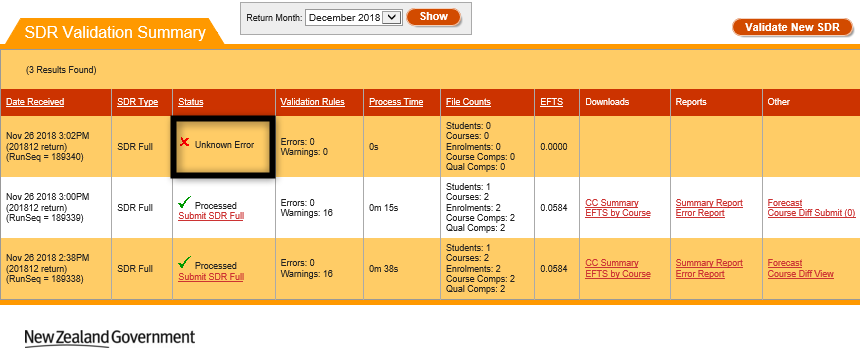 SDR Validation Summary
Return Month: December 2018 Show
Validate New SDR
(3 Results Found)
Date Received SDR Type Status Validation Rules Process Time File Counts EFTS Downloads Reports Other
Nov 26 2018 3:02PM
(201812 return)
(RunSeq = 189340)
SDR Full
Unknown Error
Errors: 0
Warnings: 0
0s
Students: 0
Courses: 0
Enrolments: 0
Course Comps: 0
Qual Comps: 0
0.0000
Nov 26 2018 3:00PM
(201812 return)
(RunSeq = 189339)
SDR Full
Processed
Submit SDR Full
Errors: 0
Warnings: 16
0m 15s
Students: 1
Courses: 2
Enrolments: 2
Course Comps: 2
Qual Comps: 2
0.0584
CC Summary
EFTS by Course
Summary Report
Error Report
Forecast
Course Diff Submit (0)
Nov 26 2018 2:38PM
(201812 return)
(RunSeq = 189338)
SDR Full
Processed
Submit SDR Full
Errors: 0
Warnings: 16
0m 38s
Students: 1
Courses: 2
Enrolments: 2
Course Comps: 2
Qual Comps: 2
0.0584
CC Summary
EFTS by Course
Summary Report
Error Report
Forecast
Course Diff View
New Zealand Government